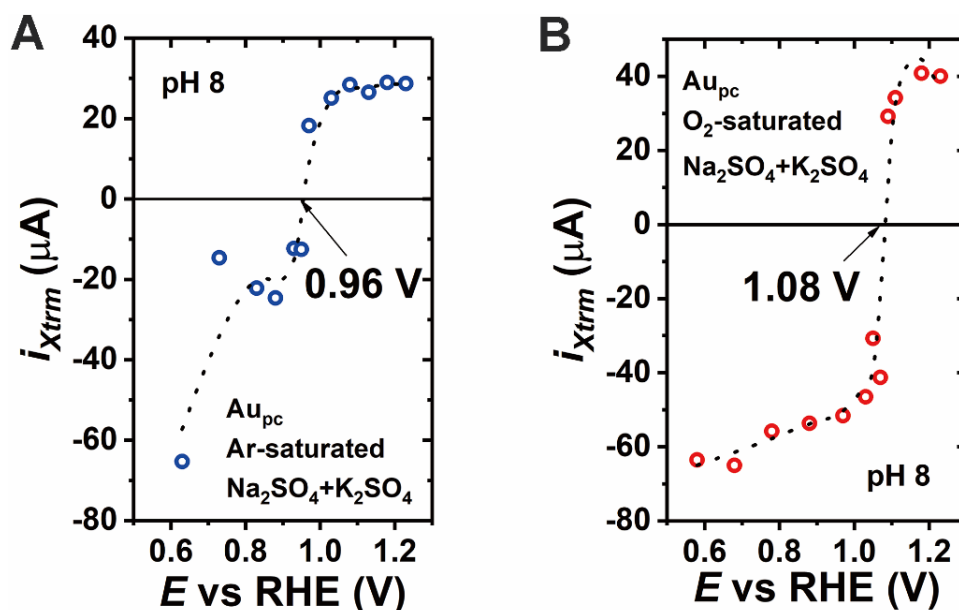 A
pH 8
i_Xtrm (μA)
40
20
0
-20
-40
-60
-80
0.96 V
Au_pc
Ar-saturated
Na₂SO₄+K₂SO₄
0.6 0.8 1.0 1.2
E vs RHE (V)
B
Au_pc
O₂-saturated
Na₂SO₄+K₂SO₄
i_Xtrm (μA)
40
20
0
-20
-40
-60
-80
1.08 V
pH 8
0.6 0.8 1.0 1.2
E vs RHE (V)